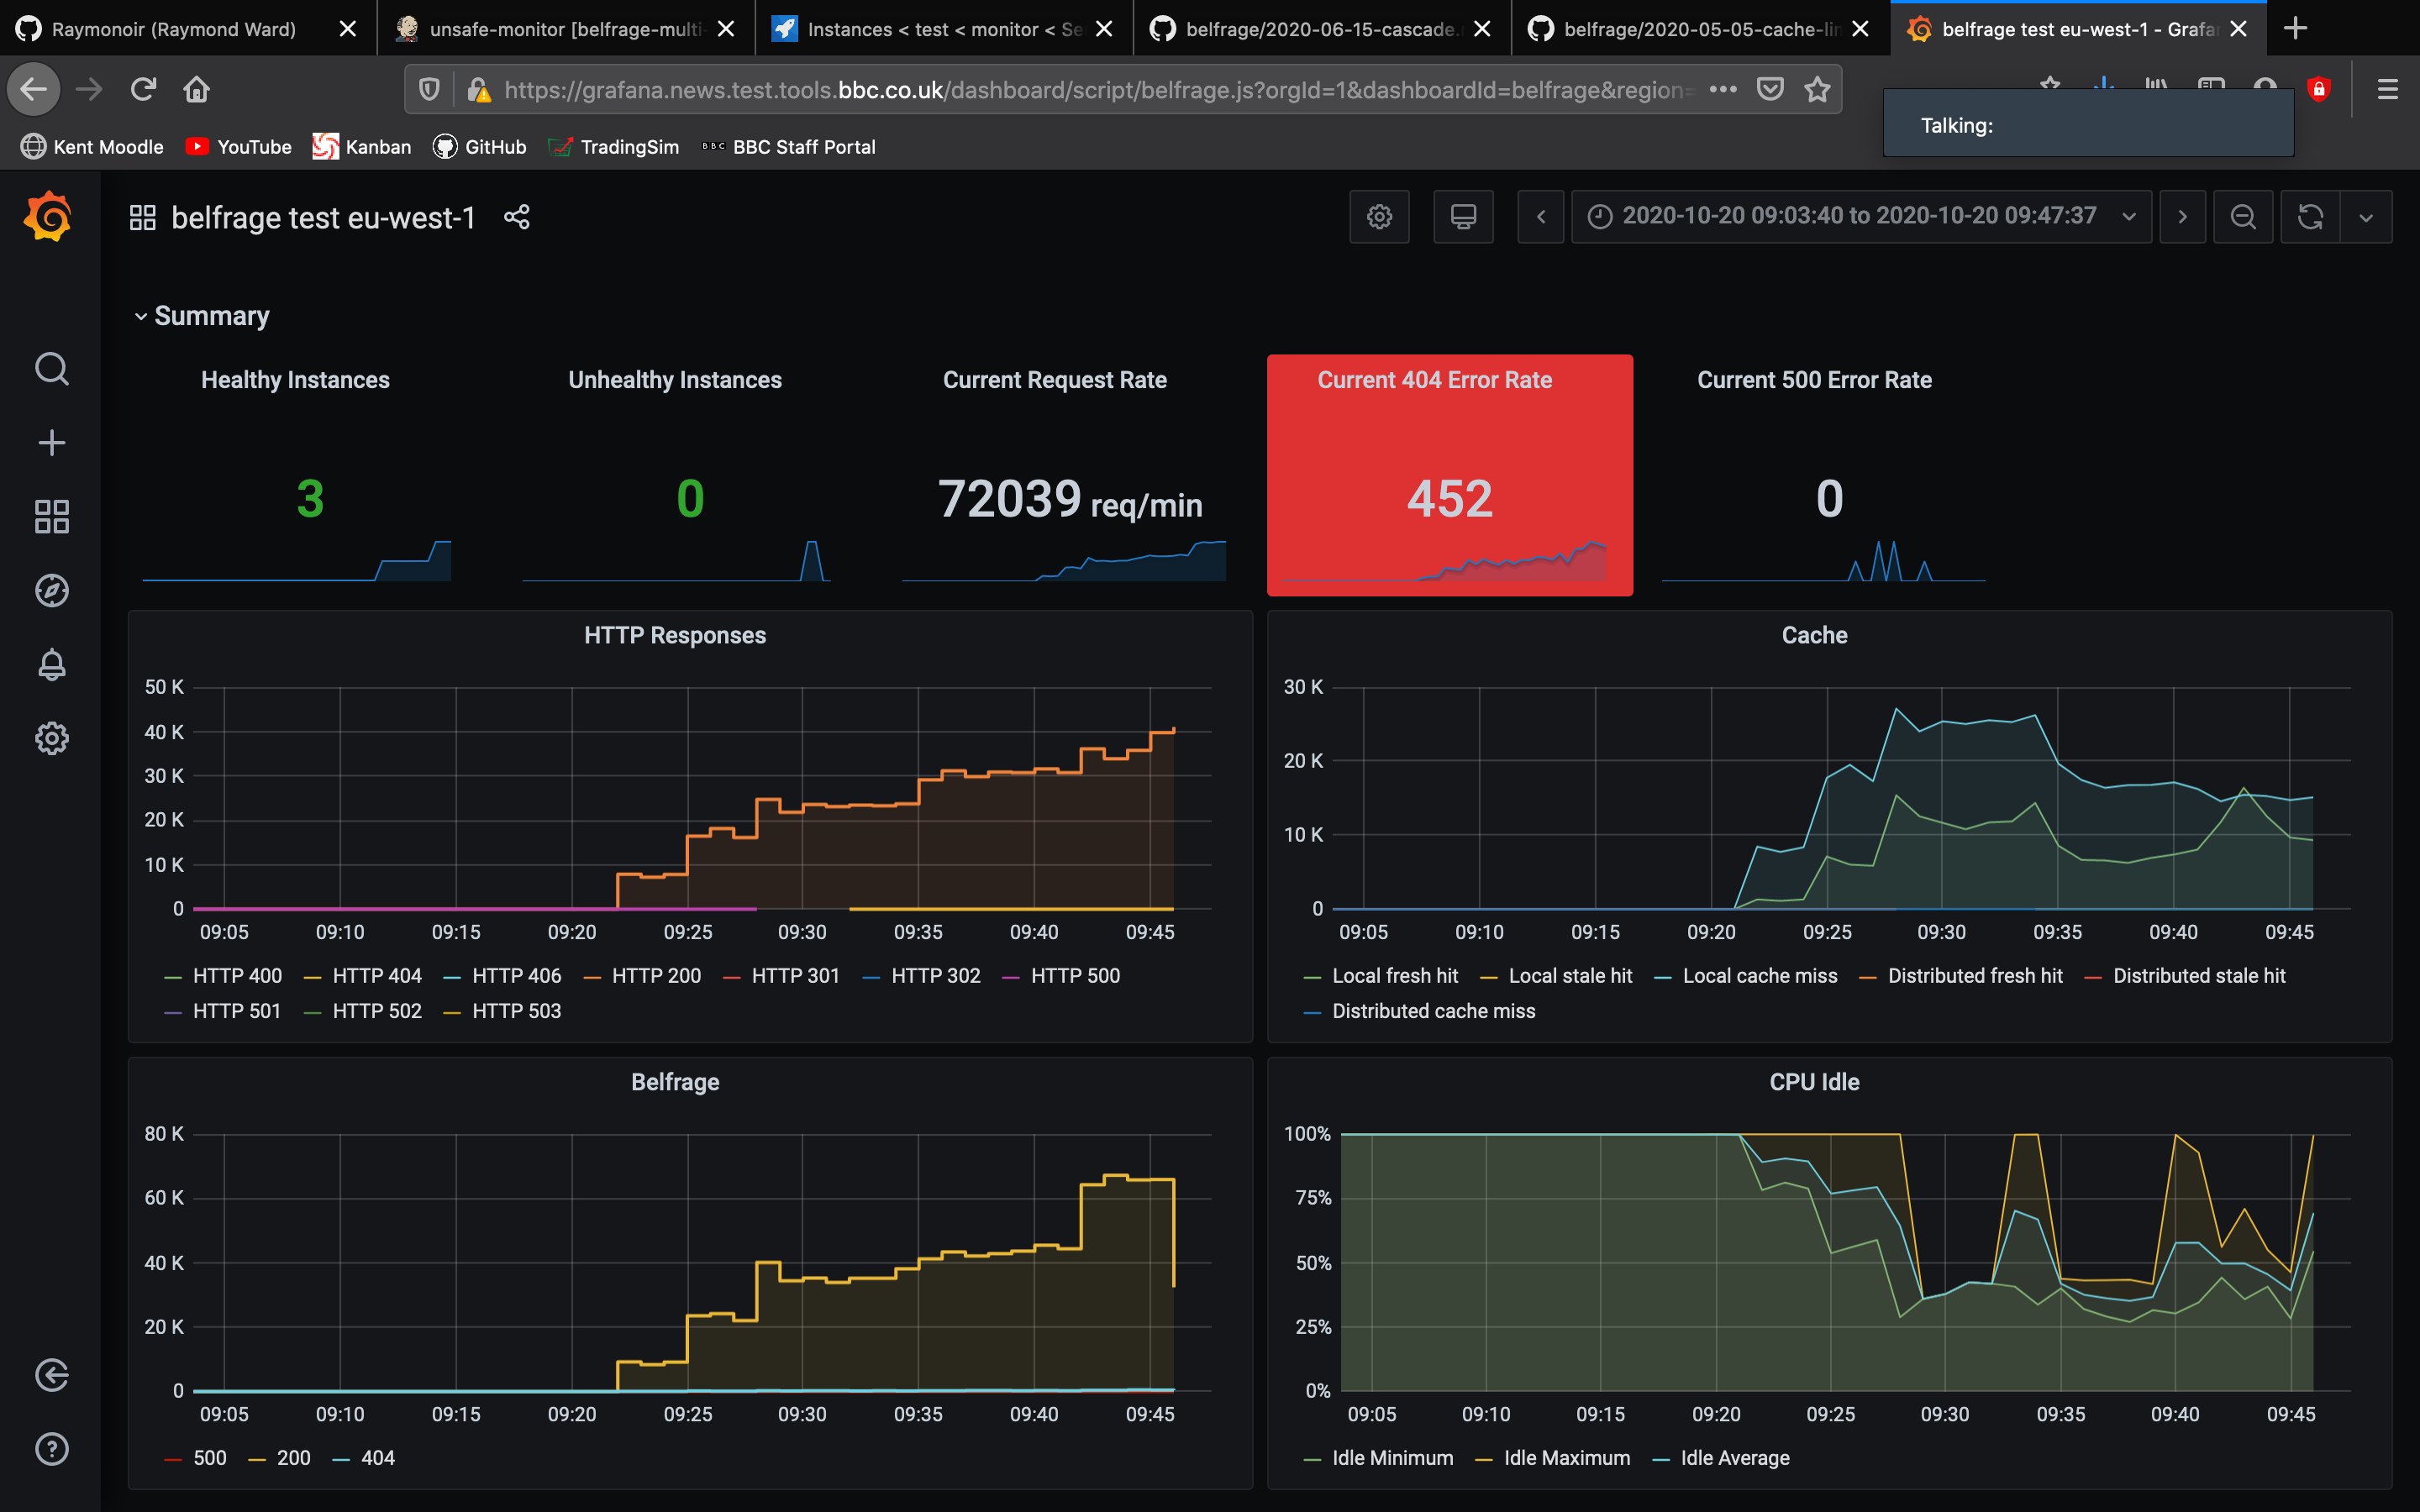 Raymonoir (Raymond Ward)
unsafe-monitor [belfrage-multi-
Instances < test < monitor < Se
belfrage/2020-06-15-cascade.
belfrage/2020-05-05-cache-lin
belfrage test eu-west-1 - Grafa
https://grafana.news.test.tools.bbc.co.uk/dashboard/script/belfrage.js?orgId=1&dashboardId=belfrage&region=
Talking:
Kent Moodle YouTube Kanban GitHub TradingSim BBC BBC Staff Portal
belfrage test eu-west-1
2020-10-20 09:03:40 to 2020-10-20 09:47:37
Summary
Healthy Instances
3
Unhealthy Instances
0
Current Request Rate
72039 req/min
Current 404 Error Rate
452
Current 500 Error Rate
0
HTTP Responses
50 K
40 K
30 K
20 K
10 K
0
09:05 09:10 09:15 09:20 09:25 09:30 09:35 09:40 09:45
HTTP 400 HTTP 404 HTTP 406 HTTP 200 HTTP 301 HTTP 302 HTTP 500
HTTP 501 HTTP 502 HTTP 503
Cache
30 K
20 K
10 K
0
09:05 09:10 09:15 09:20 09:25 09:30 09:35 09:40 09:45
Local fresh hit Local stale hit Local cache miss Distributed fresh hit Distributed stale hit
Distributed cache miss
Belfrage
80 K
60 K
40 K
20 K
0
09:05 09:10 09:15 09:20 09:25 09:30 09:35 09:40 09:45
500 200 404
CPU Idle
100%
75%
50%
25%
0%
09:05 09:10 09:15 09:20 09:25 09:30 09:35 09:40 09:45
Idle Minimum Idle Maximum Idle Average